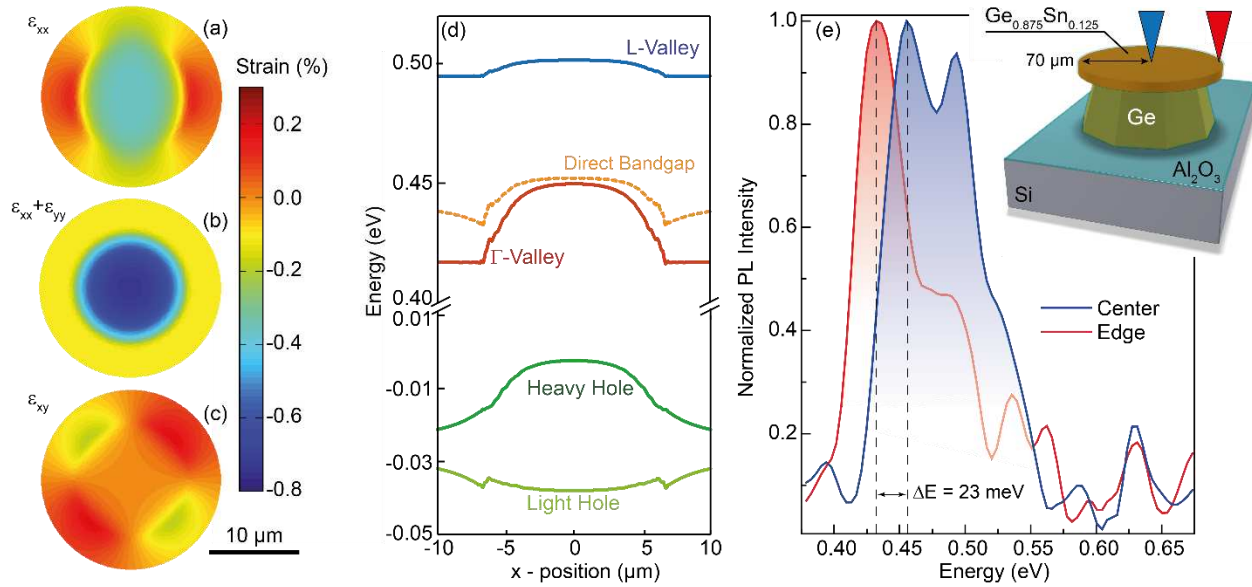 ε_xx
(a)
ε_xx+ε_yy
(b)
ε_xy
(c)
Strain (%)
0.2
0.0
-0.2
-0.4
-0.6
-0.8
10 µm
(d)
L-Valley
Direct Bandgap
Γ-Valley
Heavy Hole
Light Hole
Energy (eV)
0.50
0.45
0.40
0.01
-0.01
-0.03
-0.05
-10
-5
0
5
10
x - position (µm)
(e)
Normalized PL Intensity
1.0
0.8
0.6
0.4
0.2
0.40
0.45
0.50
0.55
0.60
0.65
Energy (eV)
ΔE = 23 meV
Center
Edge
Ge₀.₈₇₅Sn₀.₁₂₅
70 µm
Ge
Al₂O₃
Si